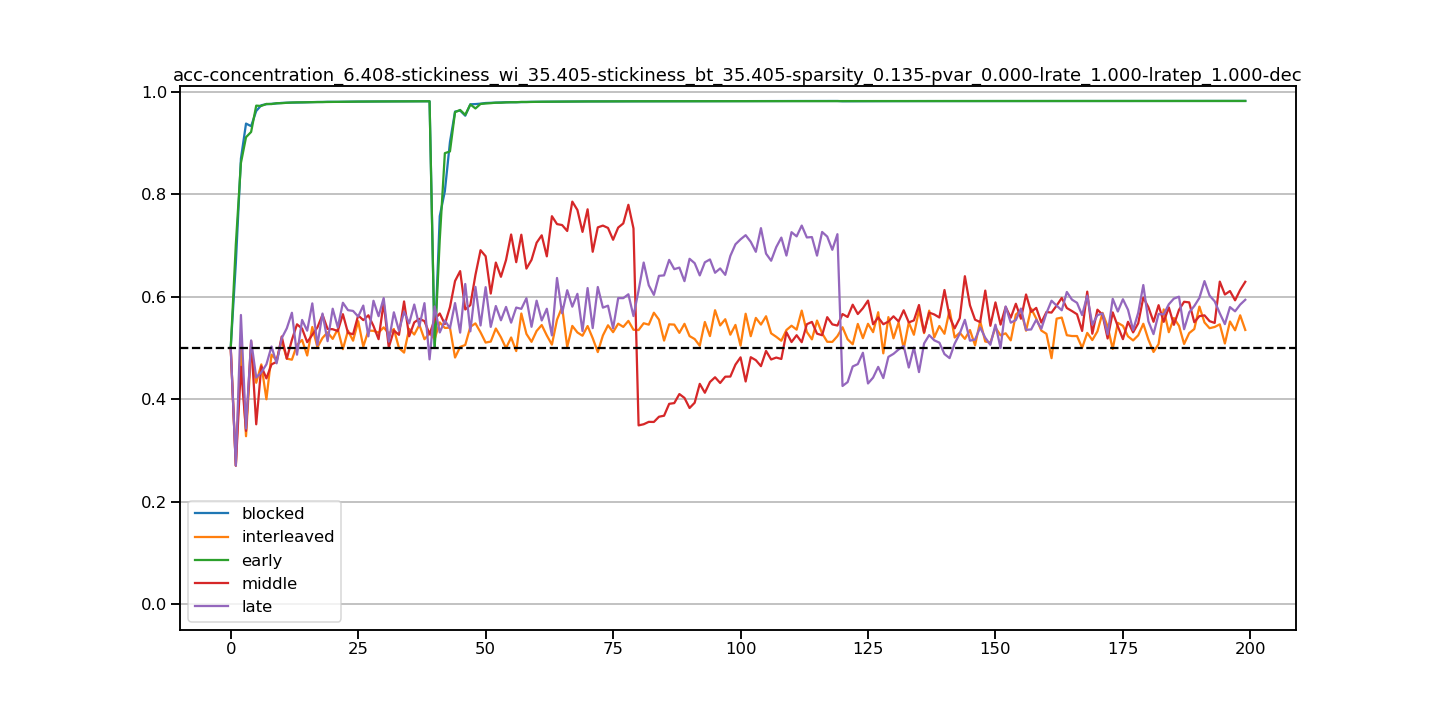 acc-concentration_6.408-stickiness_wi_35.405-stickiness_bt_35.405-sparsity_0.135-pvar_0.000-lrate_1.000-lratep_1.000-dec
1.0
0.8
0.6
0.4
0.2
0.0
blocked
interleaved
early
middle
late
0 25 50 75 100 125 150 175 200